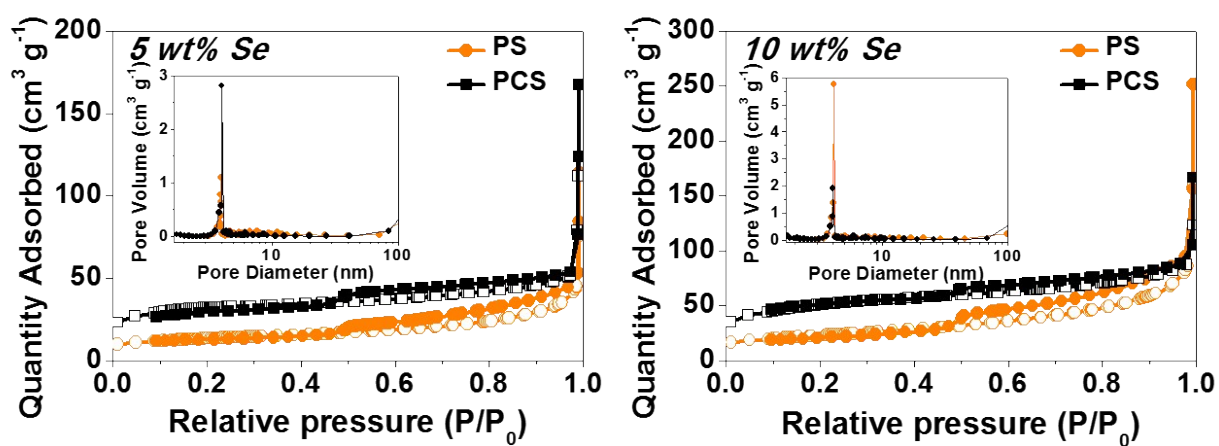 5 wt% Se
PS
PCS
Quantity Adsorbed (cm³ g⁻¹)
200
150
100
50
0
0.0 0.2 0.4 0.6 0.8 1.0
Relative pressure (P/P₀)
Pore Volume (cm³ g⁻¹)
3
2
1
0
10 100
Pore Diameter (nm)
10 wt% Se
PS
PCS
Quantity Adsorbed (cm³ g⁻¹)
300
250
200
150
100
50
0
0.0 0.2 0.4 0.6 0.8 1.0
Relative pressure (P/P₀)
Pore Volume (cm³ g⁻¹)
6
5
4
3
2
1
0
10 100
Pore Diameter (nm)